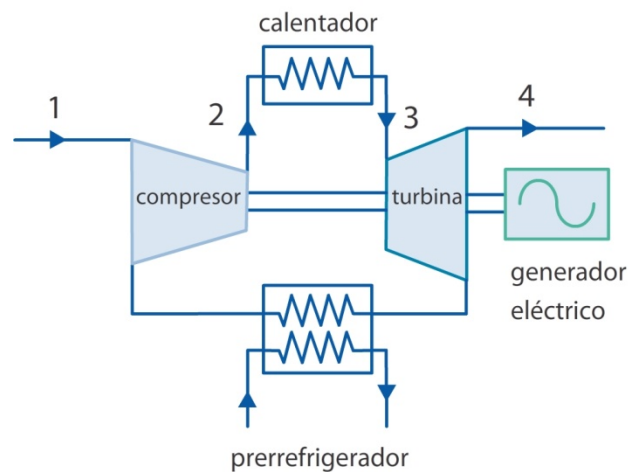 calentador
1
2
3
4
compresor
turbina
generador
eléctrico
prerrefrigerador